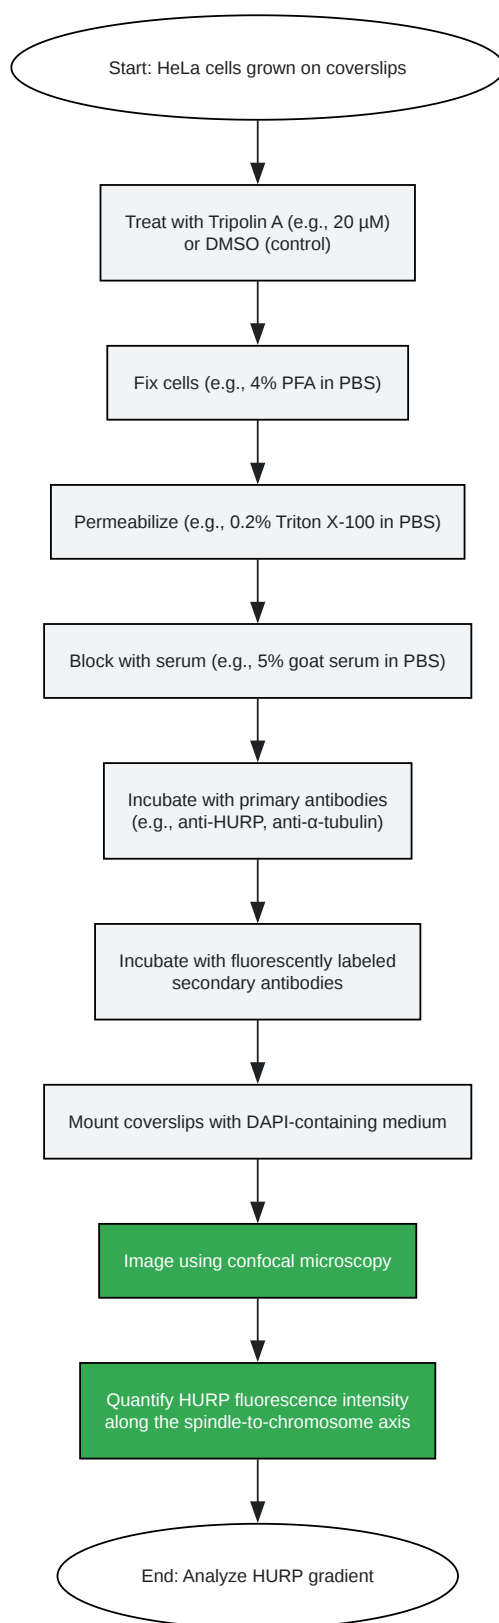 Start: HeLa cells grown on coverslips
Treat with Tripolin A (e.g., 20 µM)
or DMSO (control)
Fix cells (e.g., 4% PFA in PBS)
Permeabilize (e.g., 0.2% Triton X-100 in PBS)
Block with serum (e.g., 5% goat serum in PBS)
Incubate with primary antibodies
(e.g., anti-HURP, anti-α-tubulin)
Incubate with fluorescently labeled
secondary antibodies
Mount coverslips with DAPI-containing medium
Image using confocal microscopy
Quantify HURP fluorescence intensity
along the spindle-to-chromosome axis
End: Analyze HURP gradient